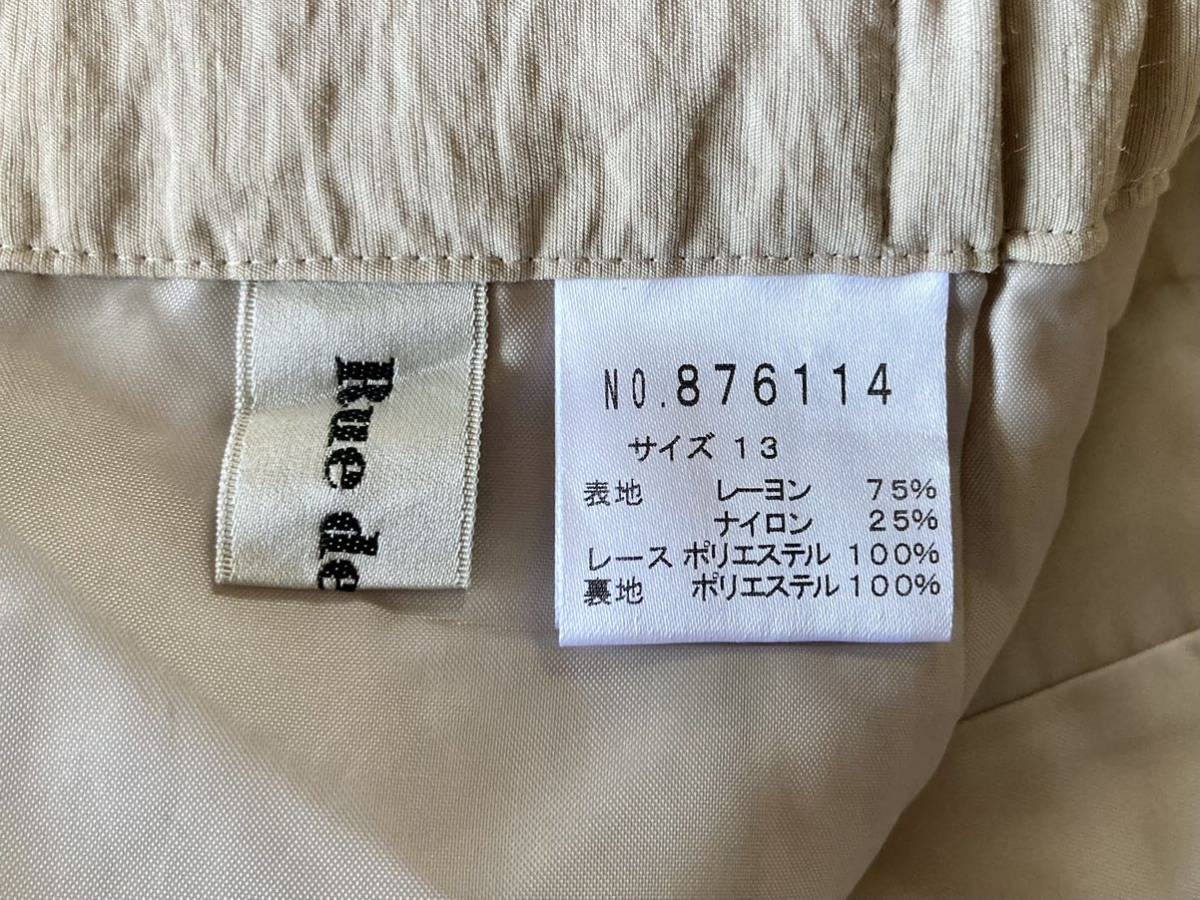 Rue de
NO.876114
サイズ 13
表地 レーヨン 75%
ナイロン 25%
レース ポリエステル 100%
裏地 ポリエステル 100%